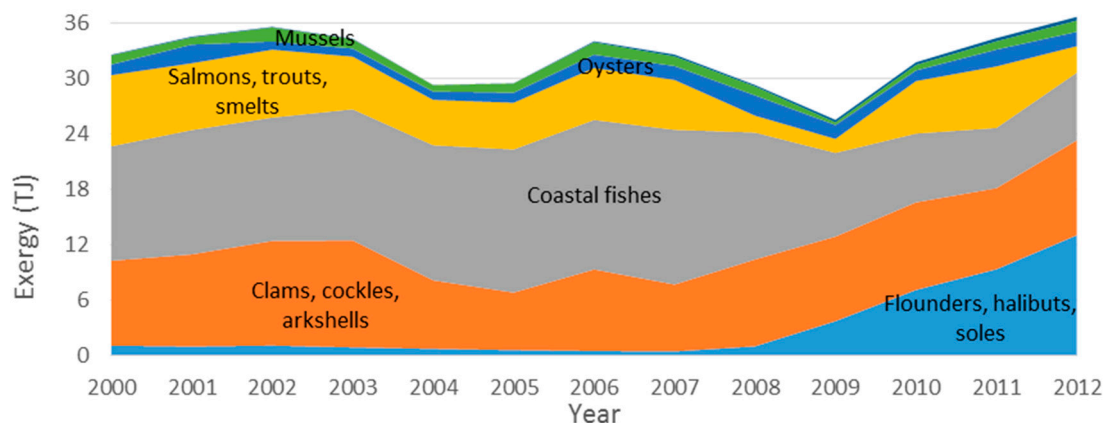 36
30
24
18
12
6
0
Exergy (TJ)
Mussels
Salmons, trouts,
smelts
Oysters
Coastal fishes
Clams, cockles,
arkshells
Flounders, halibuts,
soles
2000 2001 2002 2003 2004 2005 2006 2007 2008 2009 2010 2011 2012
Year